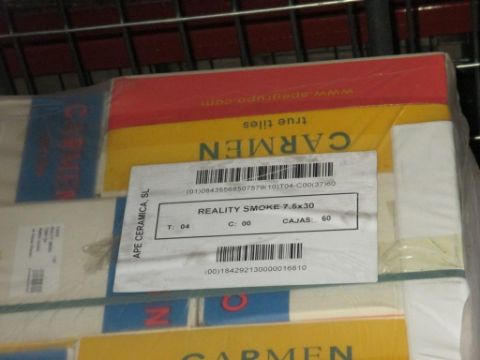 CARMEN
www.apegrupo.com
true tiles
CARMEN
(01)08435568507579(10)T04-C00(37)60
APE CERAMICA, SL
REALITY SMOKE 7.5x30
T: 04 C: 00 CAJAS: 60
(00)184292130000016810
CARMEN